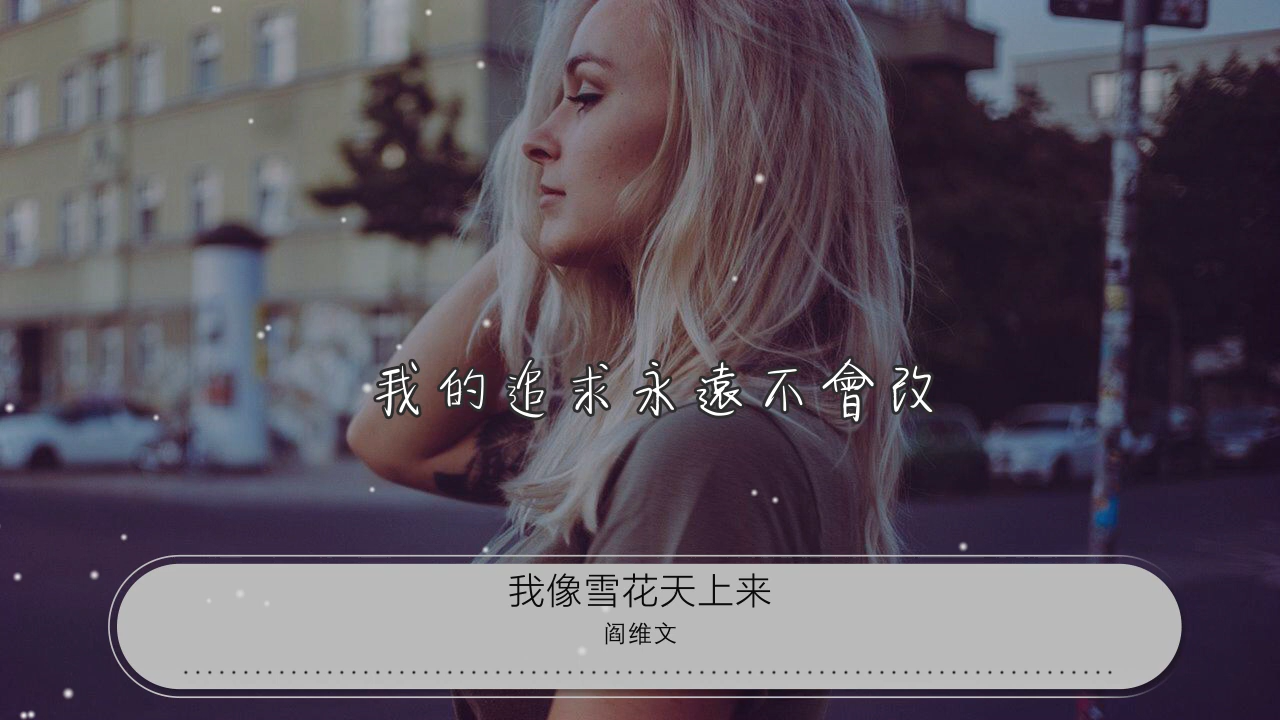 我的追求永遠不會改
我像雪花天上来
阎维文